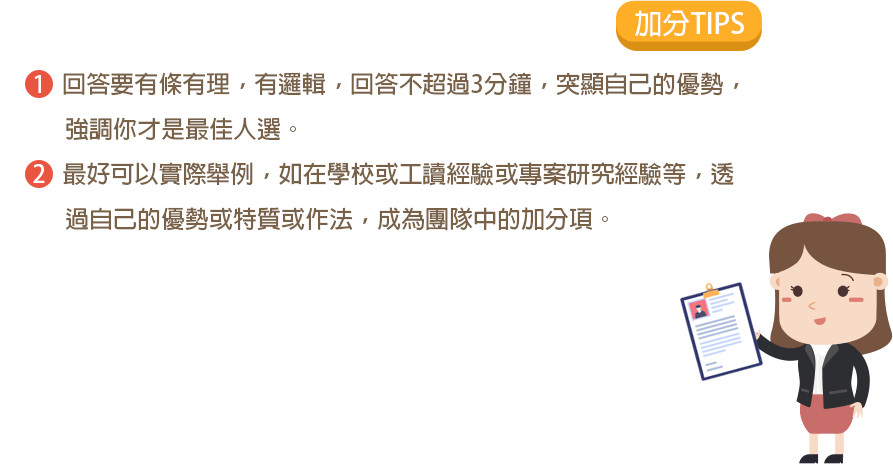 加分TIPS
1 回答要有條有理，有邏輯，回答不超過3分鐘，突顯自己的優勢，
強調你才是最佳人選。
2 最好可以實際舉例，如在學校或工讀經驗或專案研究經驗等，透
過自己的優勢或特質或作法，成為團隊中的加分項。